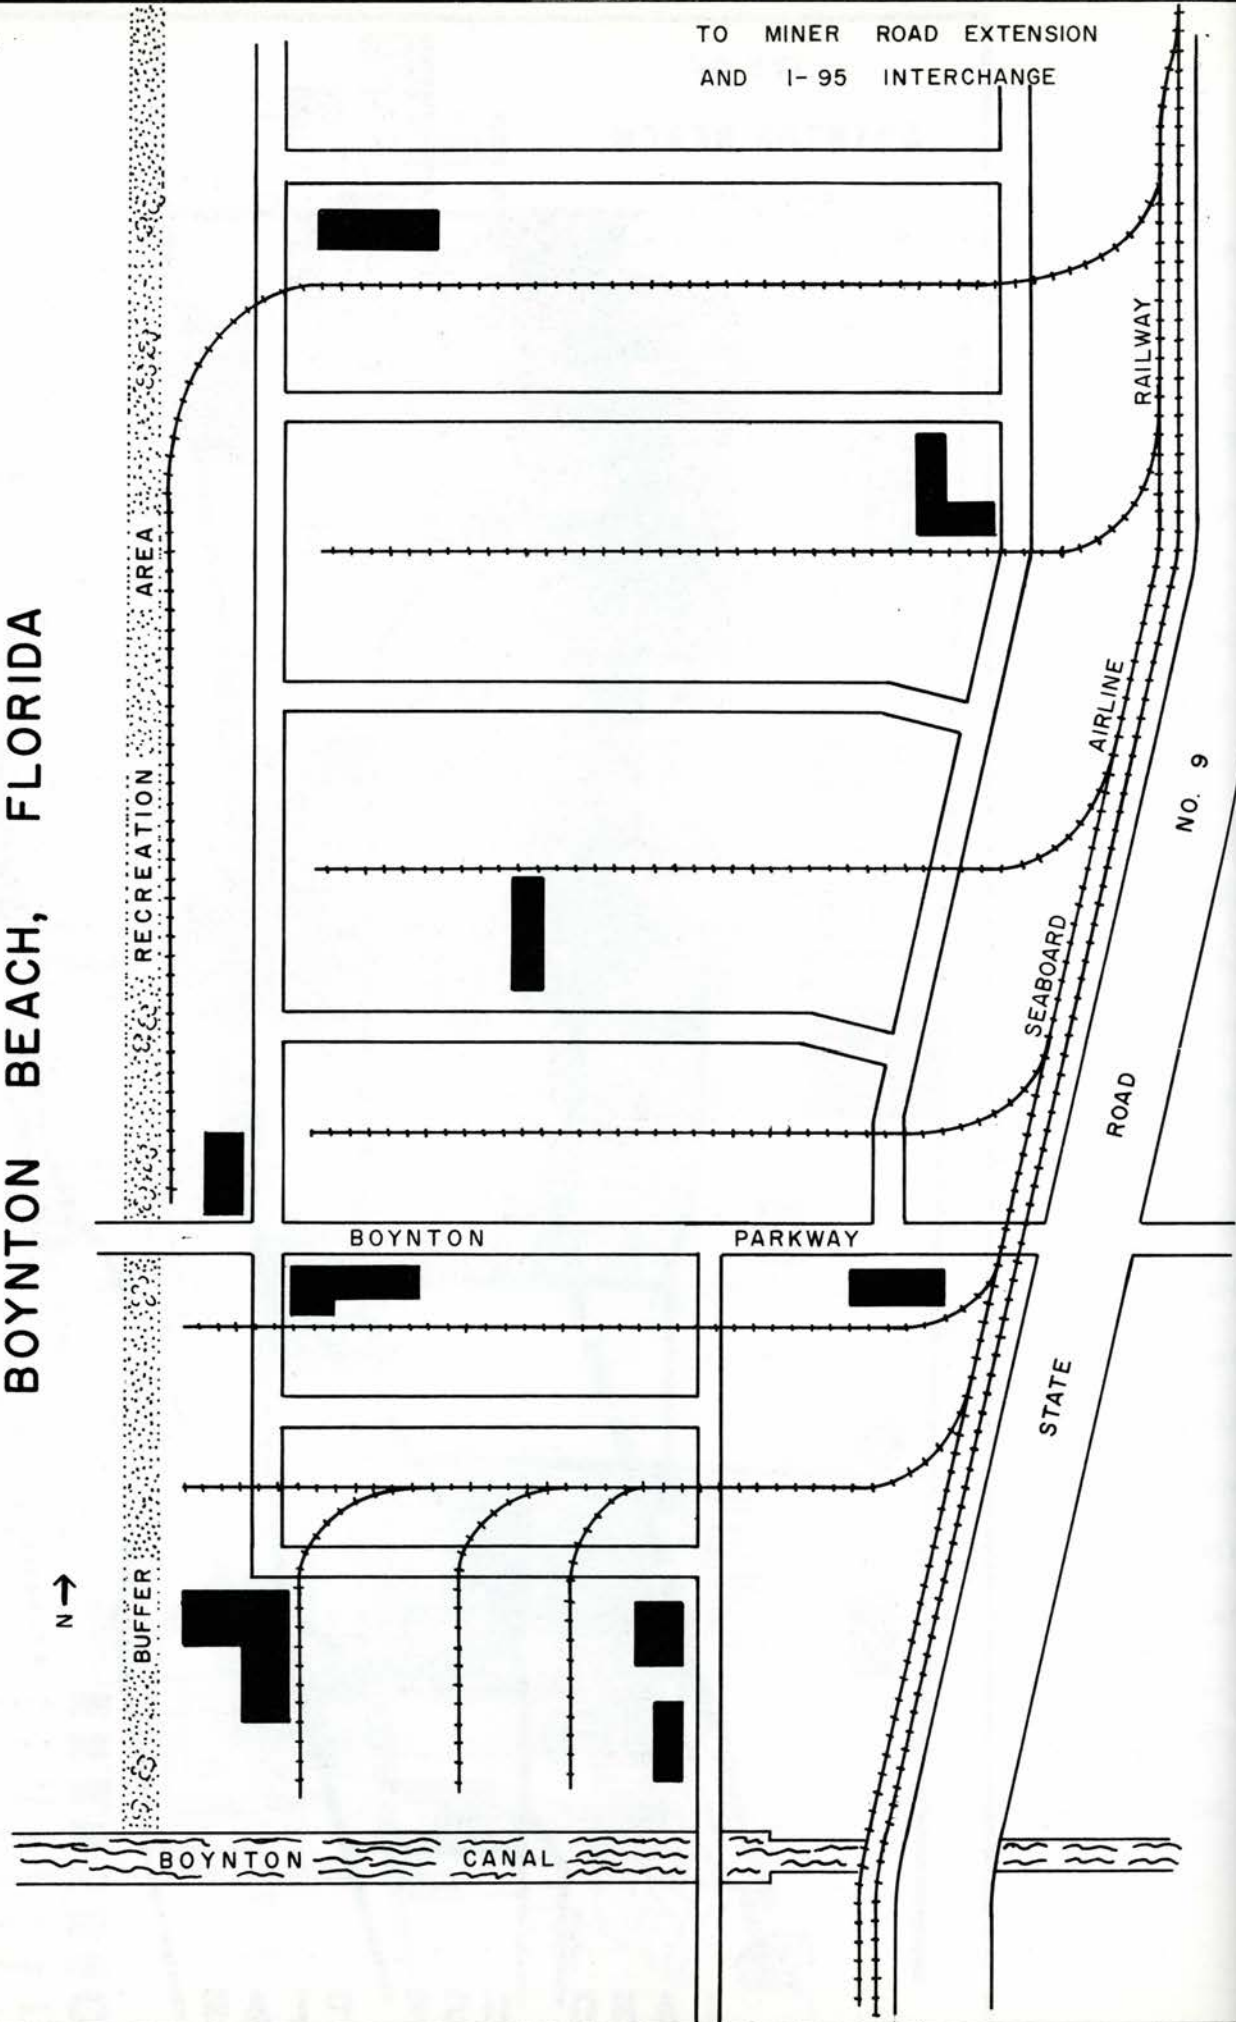 TO MINER ROAD EXTENSION
AND I-95 INTERCHANGE
BOYNTON BEACH, FLORIDA
RECREATION AREA
BUFFER
N
RAILWAY
AIRLINE
SEABOARD
NO. 9
ROAD
STATE
BOYNTON PARKWAY
BOYNTON CANAL